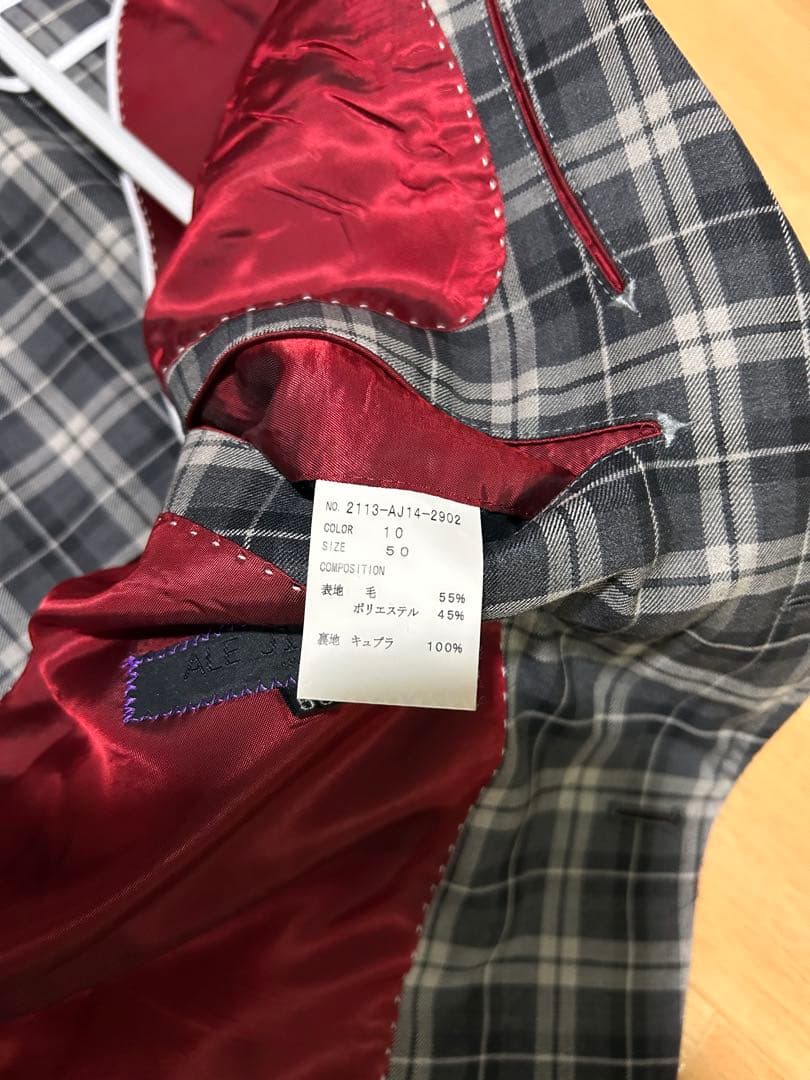 NO. 2113-AJ14-2902
COLOR 10
SIZE 50
COMPOSITION
表地 毛 55%
ポリエステル 45%
裏地 キュプラ 100%
ALE